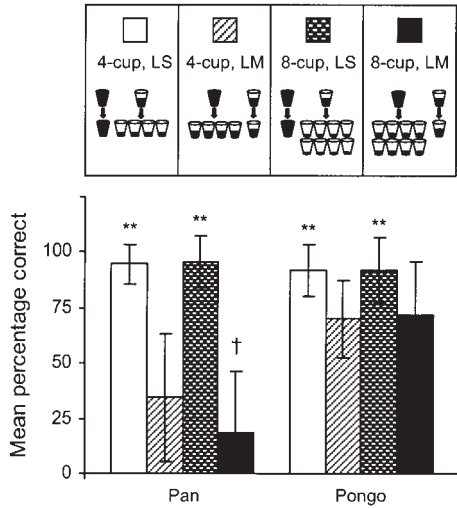 4-cup, LS
4-cup, LM
8-cup, LS
8-cup, LM
Mean percentage correct
100
75
50
25
0
**
**
†
**
**
Pan
Pongo